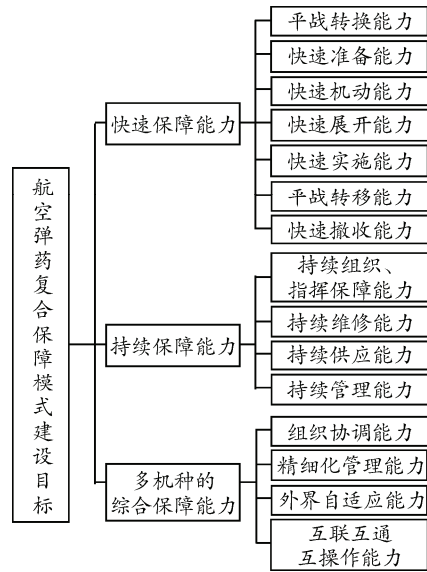 航空弹药复合保障模式建设目标
快速保障能力
平战转换能力
快速准备能力
快速机动能力
快速展开能力
快速实施能力
平战转移能力
快速撤收能力
持续保障能力
持续组织、
指挥保障能力
持续维修能力
持续供应能力
持续管理能力
多机种的
综合保障能力
组织协调能力
精细化管理能力
外界自适应能力
互联互通
互操作能力